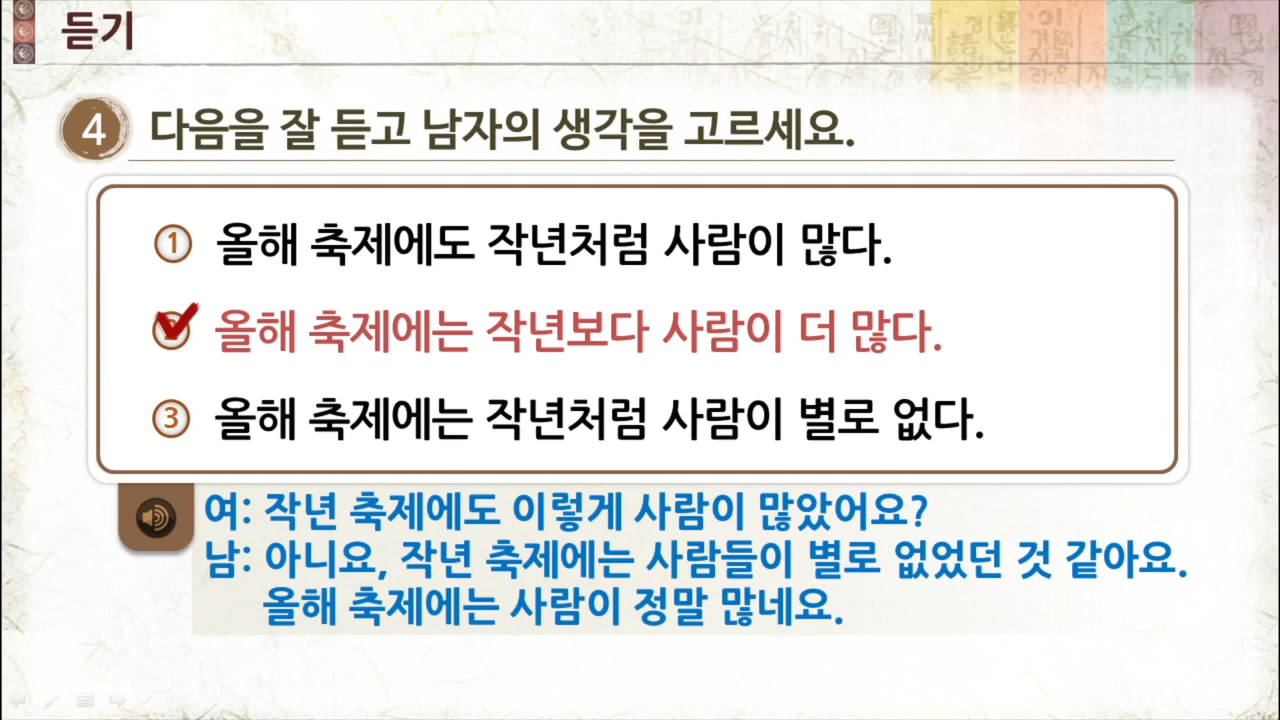 듣기
4 다음을 잘 듣고 남자의 생각을 고르세요.
1 올해 축제에도 작년처럼 사람이 많다.
올해 축제에는 작년보다 사람이 더 많다.
3 올해 축제에는 작년처럼 사람이 별로 없다.
여: 작년 축제에도 이렇게 사람이 많았어요?
남: 아니요, 작년 축제에는 사람들이 별로 없었던 것 같아요.
올해 축제에는 사람이 정말 많네요.